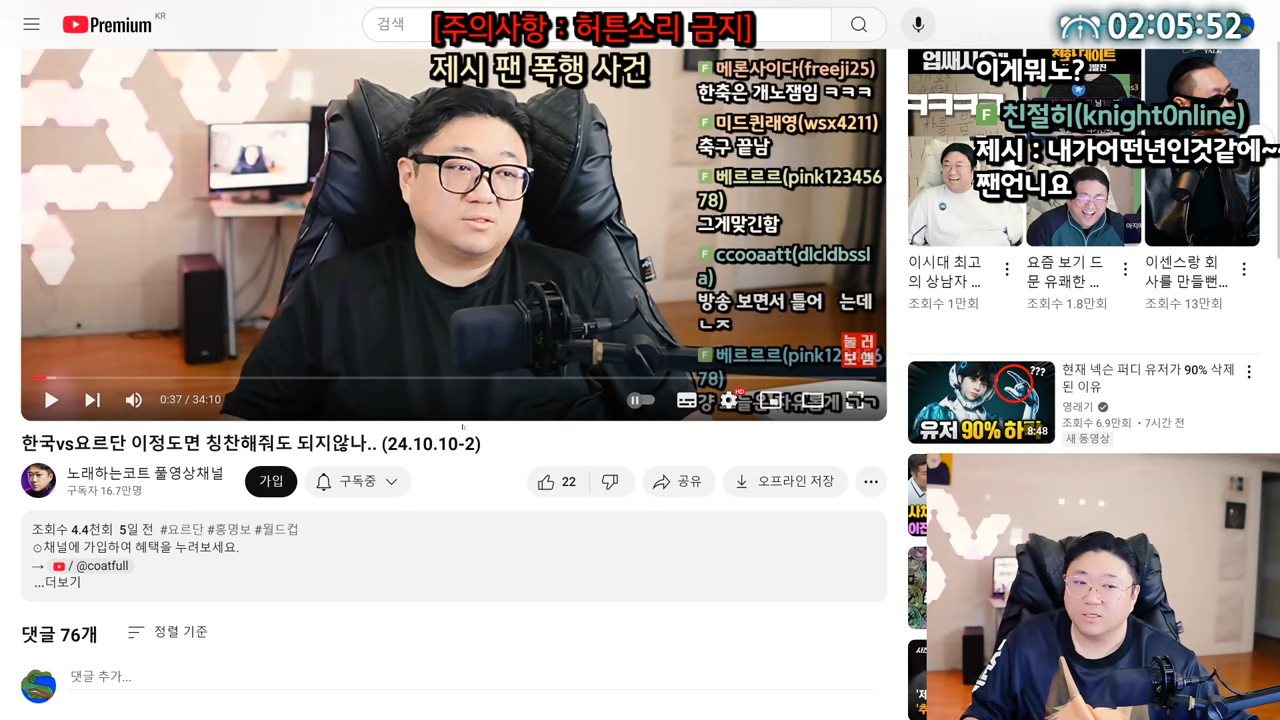 Premium KR
검색
[주의사항 : 허튼소리 금지]
02:05:52
제시 팬 폭행 사건
메론사이다(freeji25)
한축은 개노잼임 ㅋㅋㅋ
미드퀸래영(wsx4211)
축구 끝남
베르르르(pink123456
78)
그게맞긴함
ccooaatt(dlcldbssl
a)
방송 보면서 틀어 는데
ㄴㅈ
눌러
보쌤
78)
0:37 / 34:10
HD
이게뭐노?
친절히(knight0nline)
제시 : 내가어떤년인것같에~~
짼언니요
이시대 최고
의 상남자 ...
조회수 1만회
요즘 보기 드
문 유쾌한 ...
조회수 1.8만회
이센스랑 회
사를 만들뻔...
조회수 13만회
???
유저 90% 하락
8:48
현재 넥슨 퍼디 유저가 90% 삭제
된 이유
영래기
조회수 6.9만회 • 7시간 전
새 동영상
한국vs요르단 이정도면 칭찬해줘도 되지않나.. (24.10.10-2)
노래하는코트 풀영상채널
구독자 16.7만명
가입
구독중
22
공유
오프라인 저장
조회수 4.4천회 5일 전 #요르단 #홍명보 #월드컵
⊙채널에 가입하여 혜택을 누려보세요.
→ / @coatfull
...더보기
댓글 76개
정렬 기준
댓글 추가...